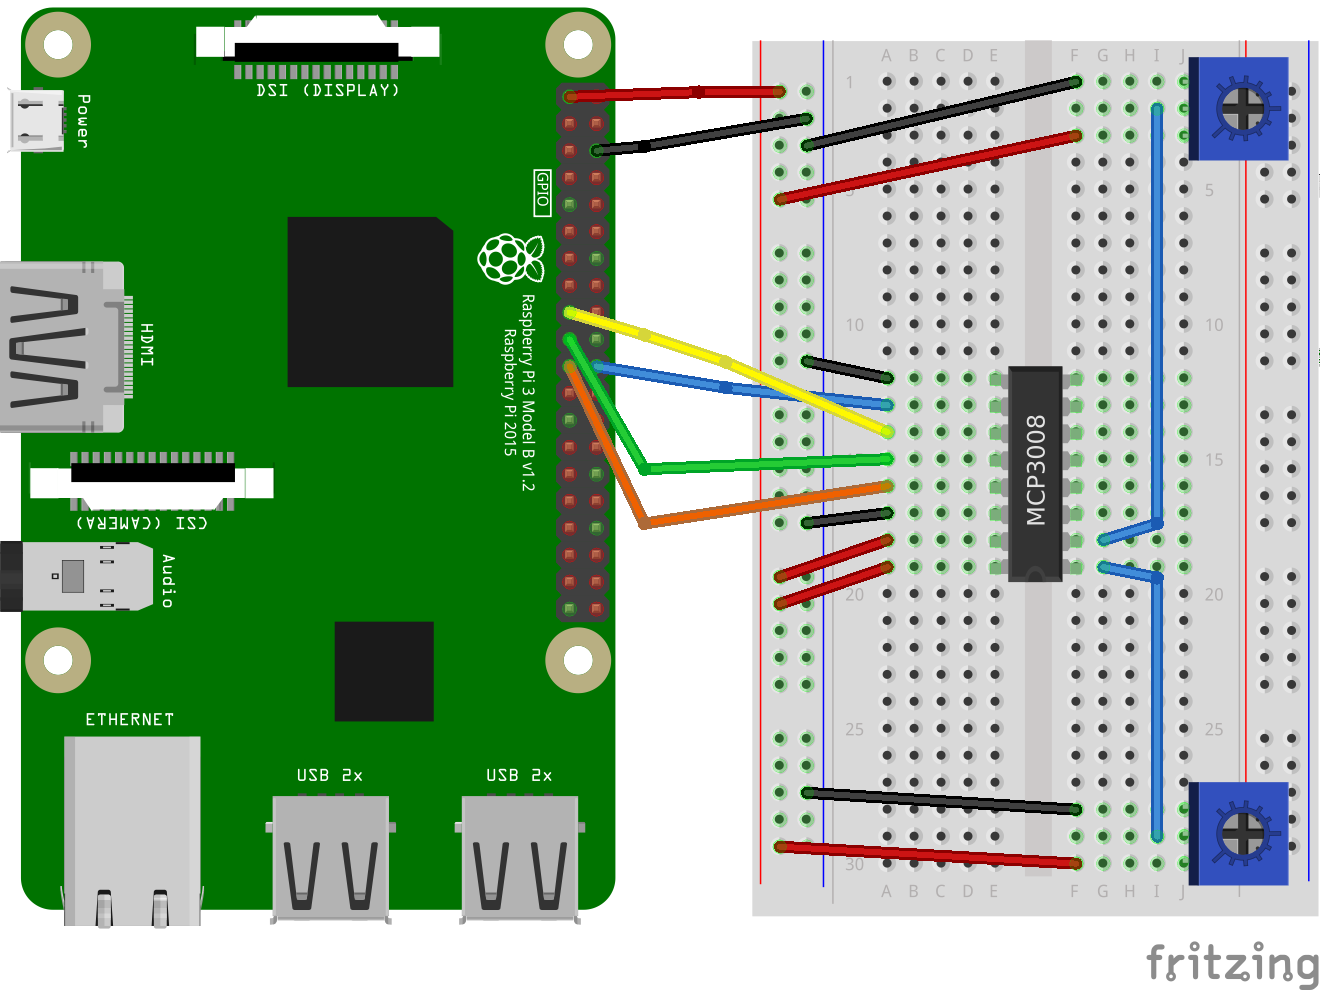 DSI (DISPLAY)
Power
GPIO
Raspberry Pi 3 Model B v1.2
Raspberry Pi 2015
HDMI
CSI (CAMERA)
Audio
ETHERNET
USB 2x
USB 2x
A B C D E F G H I J
1
5
10 10
MCP3008
15
20 20
25 25
30
A B C D E F G H I J
fritzing